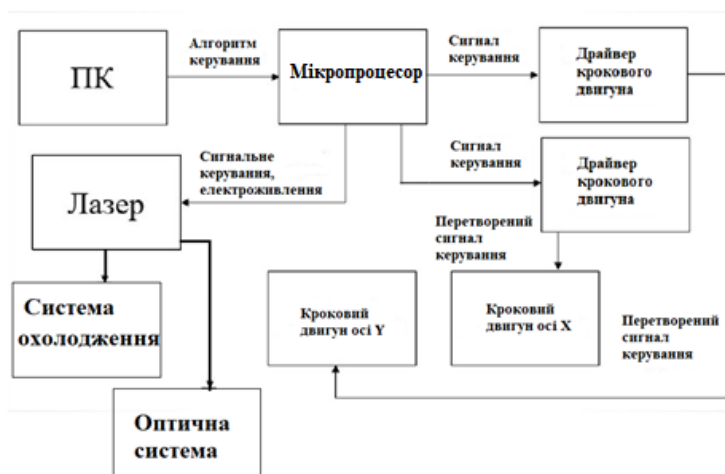 ПК
Алгоритм
керування
Мікропроцесор
Сигнал
керування
Драйвер
крокового
двигуна
Сигнальне
керування,
електроживлення
Сигнал
керування
Драйвер
крокового
двигуна
Лазер
Перетворений
сигнал
керування
Система
охолодження
Кроковий
двигун осі Y
Кроковий
двигун осі X
Перетворений
сигнал
керування
Оптична
система